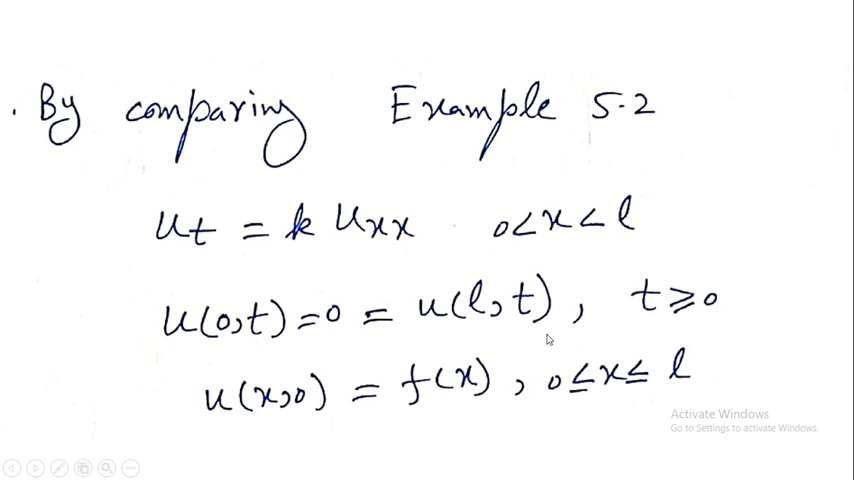 . By comparing Example 5.2
ut = k uxx 0<x<l
u(0,t)=0 = u(l,t), t⩾0
u(x,0) = f(x), 0≤x≤ l
Activate Windows
Go to Settings to activate Windows.